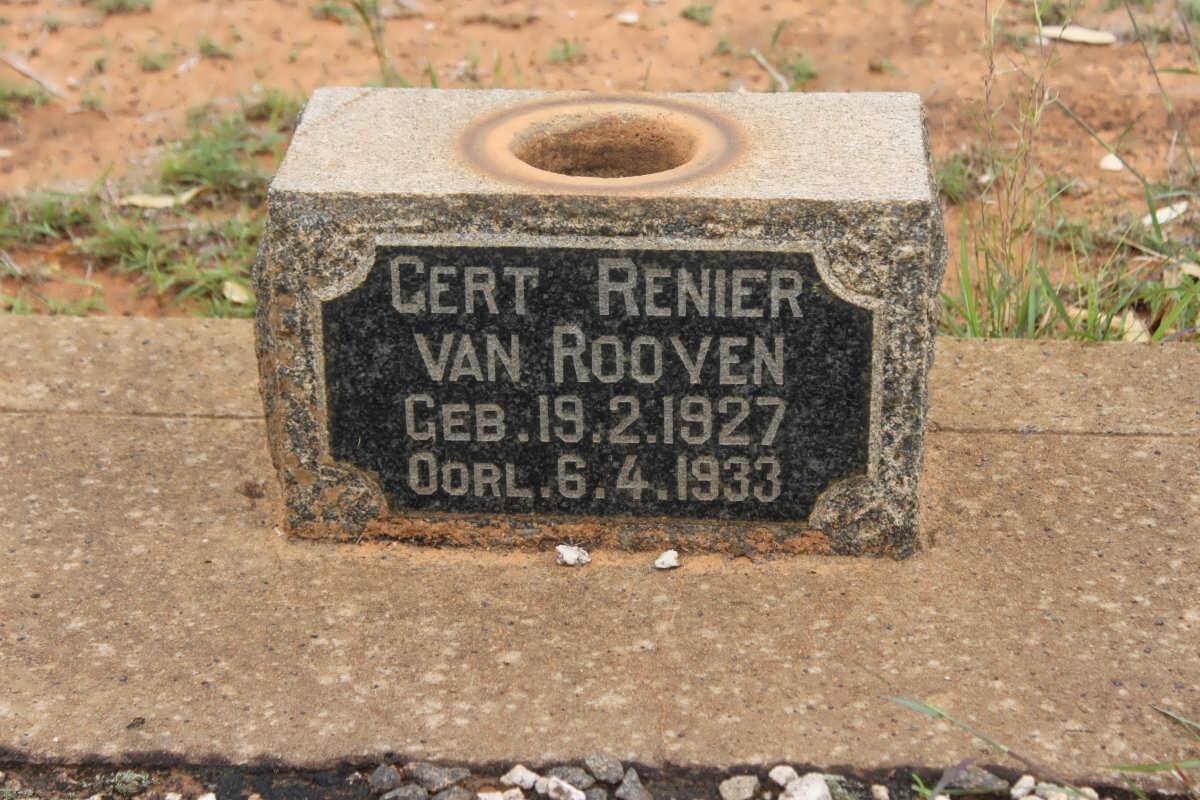 GERT RENIER
VAN ROOYEN
GEB. 19.2.1927
OORL. 6.4.1933